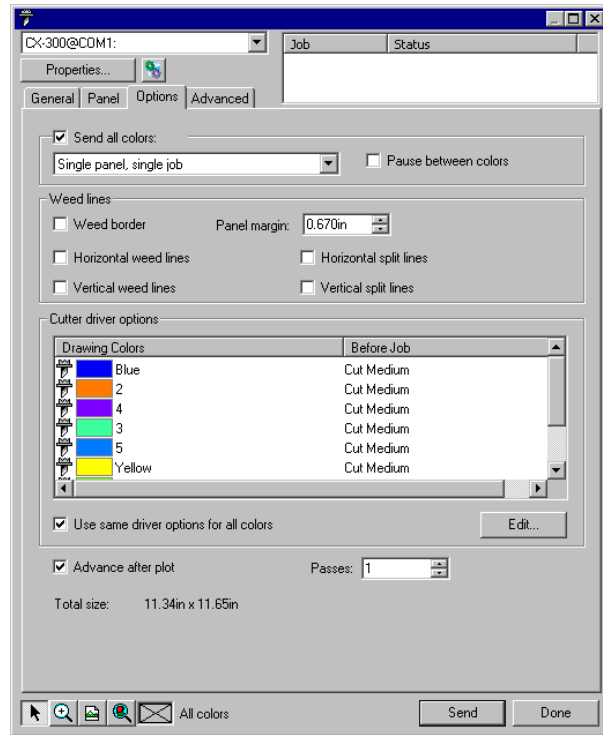 CX-300@COM1:
Job Status
Properties...
General Panel Options Advanced
Send all colors:
Single panel, single job Pause between colors
Weed lines
Weed border Panel margin: 0.670in
Horizontal weed lines Horizontal split lines
Vertical weed lines Vertical split lines
Cutter driver options
Drawing Colors Before Job
Blue Cut Medium
2 Cut Medium
4 Cut Medium
3 Cut Medium
5 Cut Medium
Yellow Cut Medium
Use same driver options for all colors Edit...
Advance after plot Passes: 1
Total size: 11.34in x 11.65in
All colors Send Done